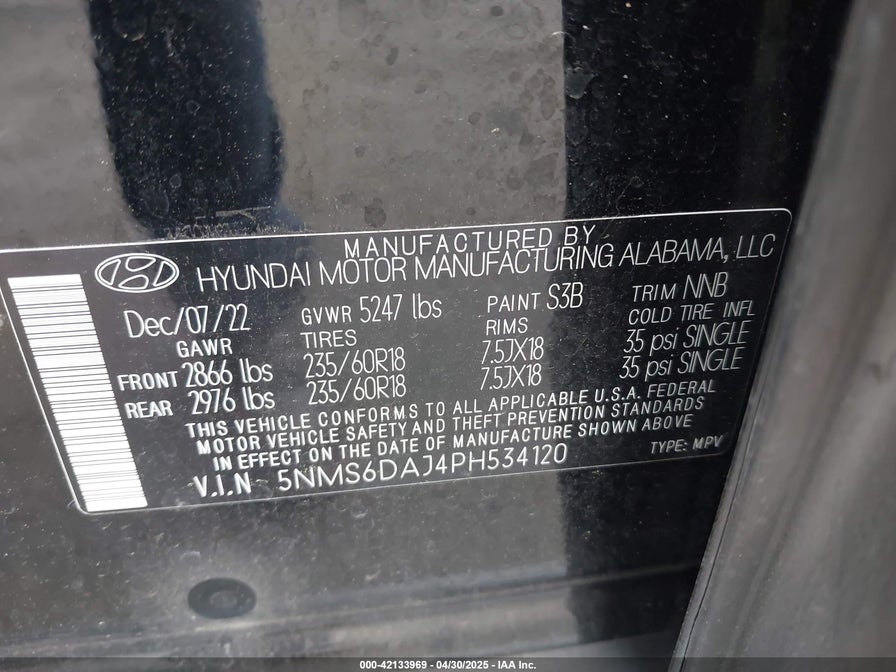 MANUFACTURED BY
HYUNDAI MOTOR MANUFACTURING ALABAMA, LLC
Dec/07/22 GVWR 5247 lbs PAINT S3B TRIM NNB
GAWR TIRES RIMS COLD TIRE INFL
FRONT 2866 lbs 235/60R18 7.5JX18 35 psi SINGLE
REAR 2976 lbs 235/60R18 7.5JX18 35 psi SINGLE
THIS VEHICLE CONFORMS TO ALL APPLICABLE U.S.A. FEDERAL
MOTOR VEHICLE SAFETY AND THEFT PREVENTION STANDARDS
IN EFFECT ON THE DATE OF MANUFACTURE SHOWN ABOVE
V.I.N 5NMS6DAJ4PH534120 TYPE: MPV
000-42133969 - 04/30/2025 - IAA Inc.